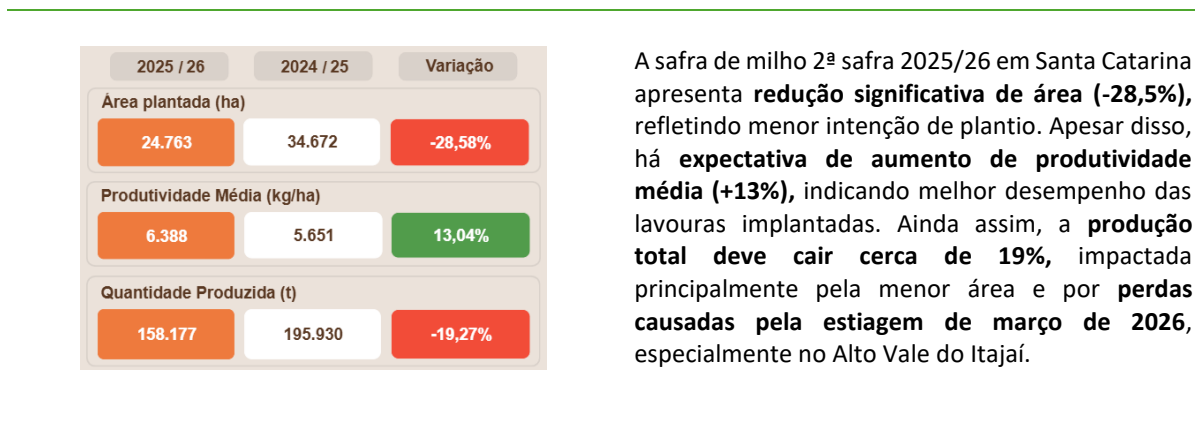 2025 / 26 2024 / 25 Variação
Área plantada (ha)
24.763 34.672 -28,58%
Produtividade Média (kg/ha)
6.388 5.651 13,04%
Quantidade Produzida (t)
158.177 195.930 -19,27%
A safra de milho 2ª safra 2025/26 em Santa Catarina
apresenta redução significativa de área (-28,5%),
refletindo menor intenção de plantio. Apesar disso,
há expectativa de aumento de produtividade
média (+13%), indicando melhor desempenho das
lavouras implantadas. Ainda assim, a produção
total deve cair cerca de 19%, impactada
principalmente pela menor área e por perdas
causadas pela estiagem de março de 2026,
especialmente no Alto Vale do Itajaí.